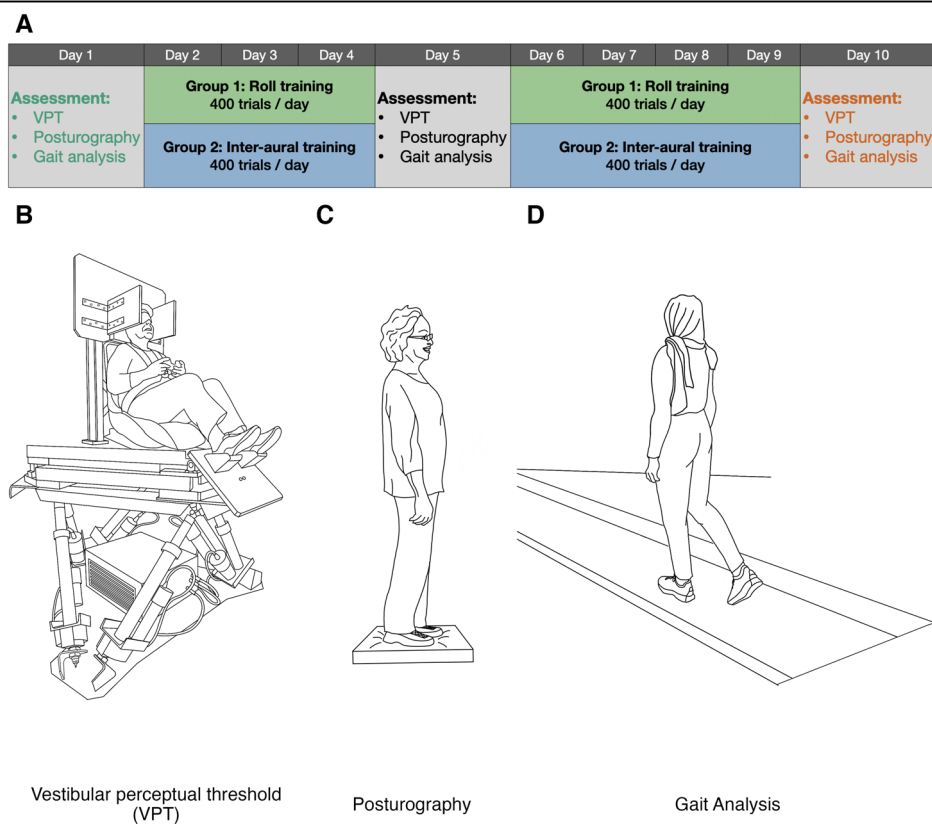 A
Day 1 Day 2 Day 3 Day 4 Day 5 Day 6 Day 7 Day 8 Day 9 Day 10
Assessment:
• VPT
• Posturography
• Gait analysis
Group 1: Roll training
400 trials / day
Group 2: Inter-aural training
400 trials / day
Assessment:
• VPT
• Posturography
• Gait analysis
Group 1: Roll training
400 trials / day
Group 2: Inter-aural training
400 trials / day
Assessment:
• VPT
• Posturography
• Gait analysis
B
C
D
Vestibular perceptual threshold
(VPT)
Posturography
Gait Analysis